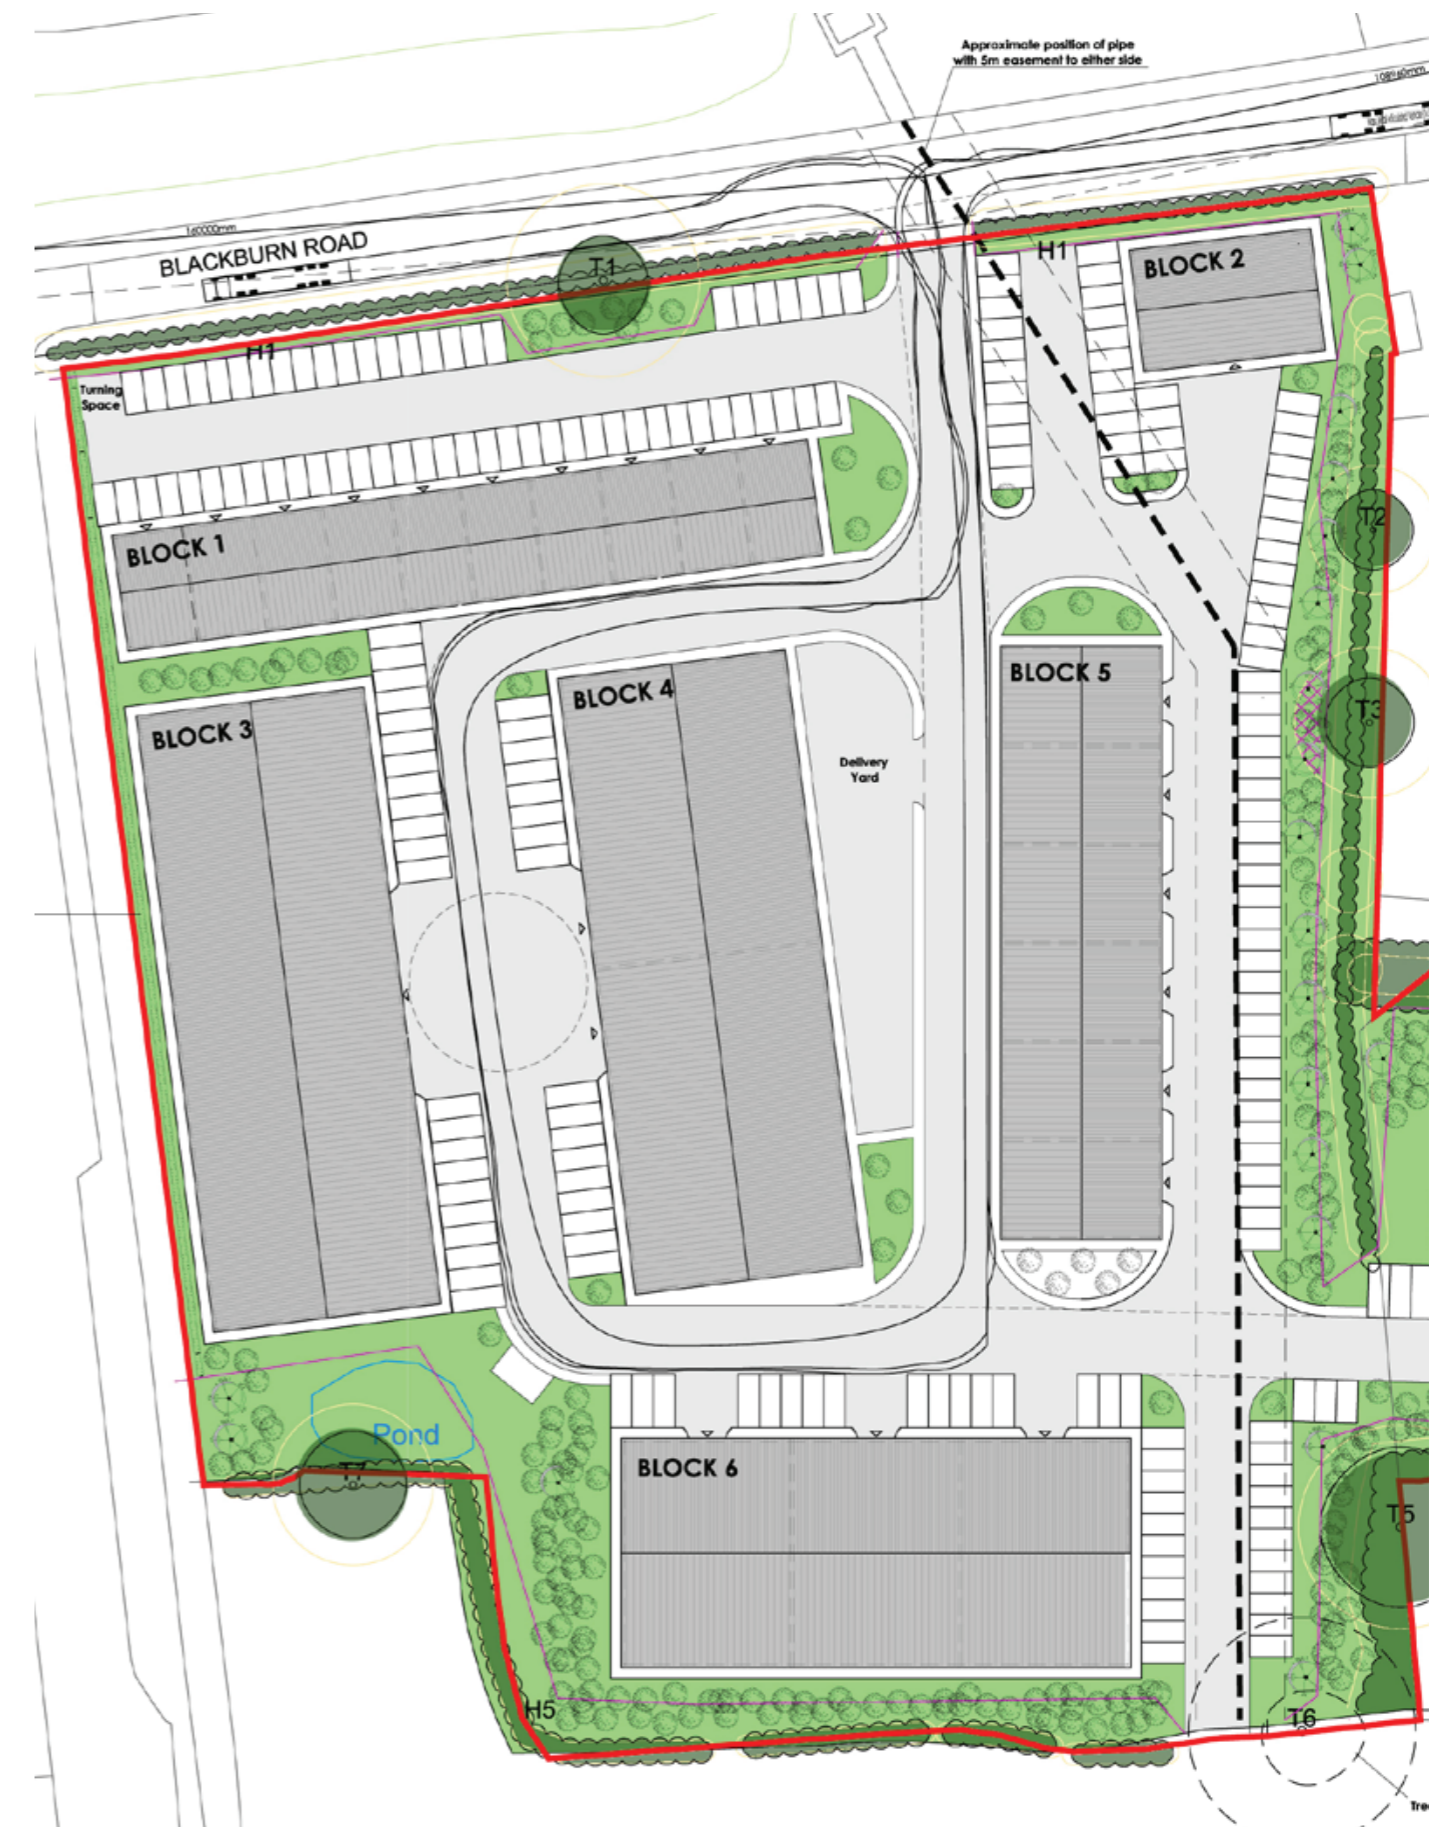 Approximate position of pipe
with 5m easement to either side
108960mm
160000mm
BLACKBURN ROAD
T1
H1
BLOCK 2
H1
Turning
Space
T2
BLOCK 1
BLOCK 5
BLOCK 4
BLOCK 3
T3
Delivery
Yard
Pond
T7
BLOCK 6
T5
H5
T6